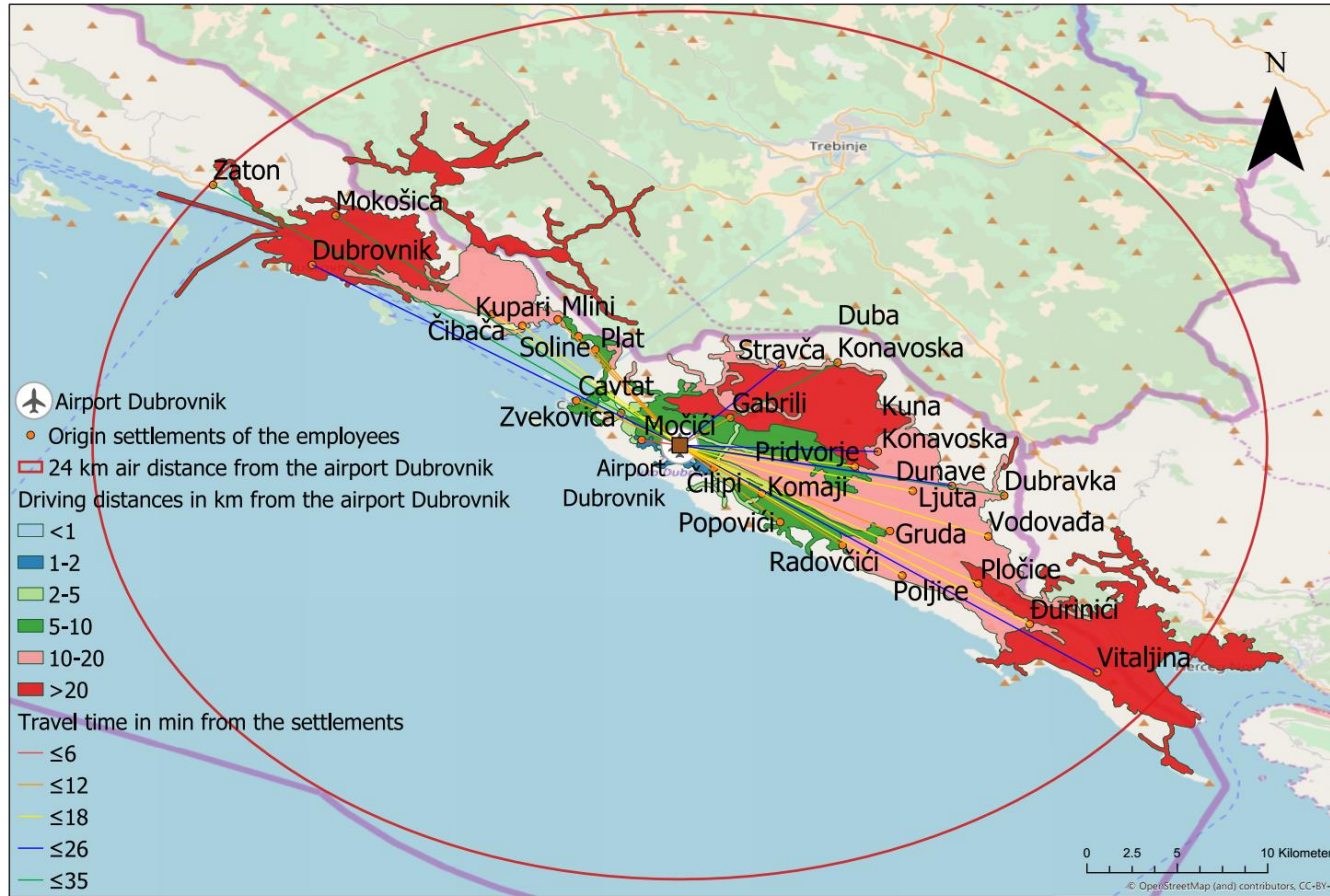 N
Trebinje
Zaton
Mokošica
Dubrovnik
Kupari
Mlini
Čibača
Soline
Plat
Duba
Konavoska
Stravča
Cavtat
Zvekovica
Gabrili
Kuna
Konavoska
Močići
Pridvorje
Dunave
Airport
Dubrovnik
Čilipi
Komaji
Ljuta
Dubravka
Popovići
Gruda
Vodovađa
Radovčići
Pločice
Poljice
Đurinići
Vitaljina
Airport Dubrovnik
Origin settlements of the employees
24 km air distance from the airport Dubrovnik
Driving distances in km from the airport Dubrovnik
<1
1-2
2-5
5-10
10-20
>20
Travel time in min from the settlements
≤6
≤12
≤18
≤26
≤35
0 2.5 5 10 Kilometer
© OpenStreetMap (and) contributors, CC-BY-